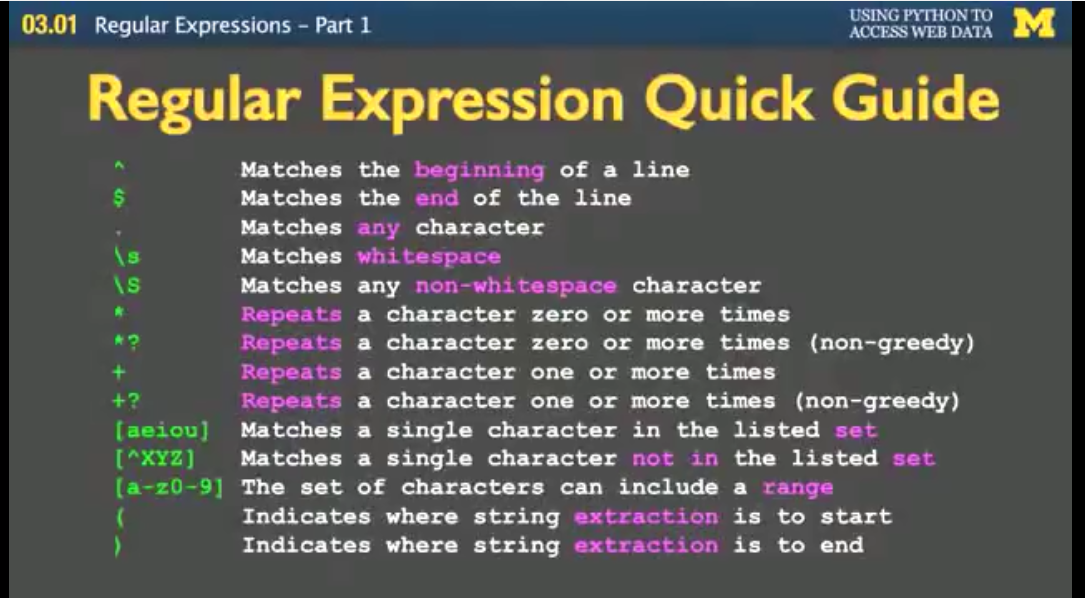 03.01 Regular Expressions – Part 1
USING PYTHON TO
ACCESS WEB DATA
M
Regular Expression Quick Guide
^ Matches the beginning of a line
$ Matches the end of the line
. Matches any character
\s Matches whitespace
\S Matches any non-whitespace character
* Repeats a character zero or more times
*? Repeats a character zero or more times (non-greedy)
+ Repeats a character one or more times
+? Repeats a character one or more times (non-greedy)
[aeiou] Matches a single character in the listed set
[^XYZ] Matches a single character not in the listed set
[a-z0-9] The set of characters can include a range
( Indicates where string extraction is to start
) Indicates where string extraction is to end